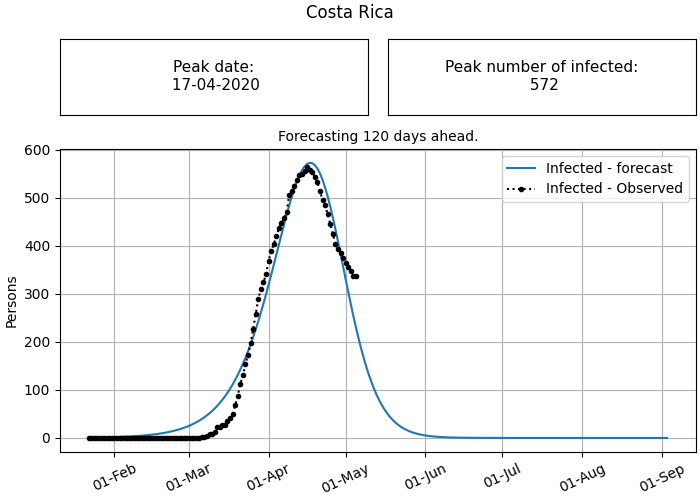 Costa Rica
Peak date:
17-04-2020
Peak number of infected:
572
Forecasting 120 days ahead.
Infected - forecast
Infected - Observed
600
500
400
300
200
100
0
Persons
01-Feb
01-Mar
01-Apr
01-May
01-Jun
01-Jul
01-Aug
01-Sep